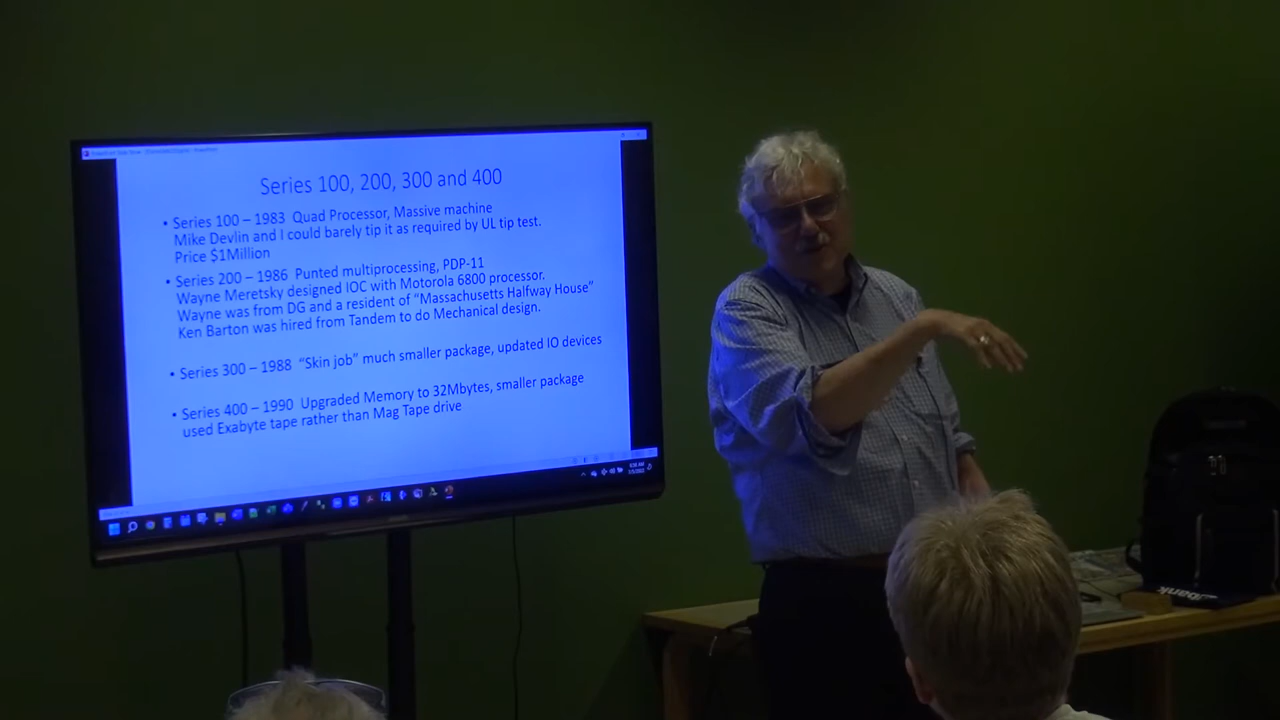 Series 100, 200, 300 and 400
• Series 100 – 1983 Quad Processor, Massive machine
Mike Devlin and I could barely tip it as required by UL tip test.
Price $1Million
• Series 200 – 1986 Punted multiprocessing, PDP-11
Wayne Meretsky designed IOC with Motorola 6800 processor.
Wayne was from DG and a resident of “Massachusetts Halfway House”
Ken Barton was hired from Tandem to do Mechanical design.
• Series 300 – 1988 “Skin job” much smaller package, updated IO devices
• Series 400 – 1990 Upgraded Memory to 32Mbytes, smaller package
used Exabyte tape rather than Mag Tape drive
bank